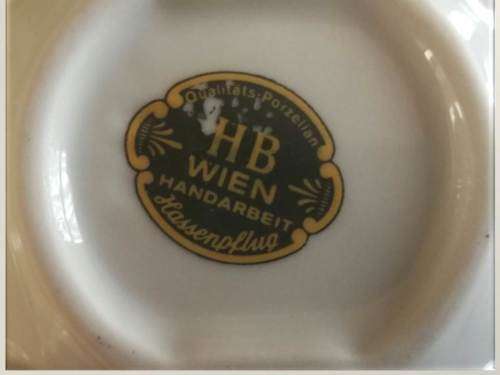 Qualitäts-Porzellan
HB
WIEN
HANDARBEIT
Hassenpflug